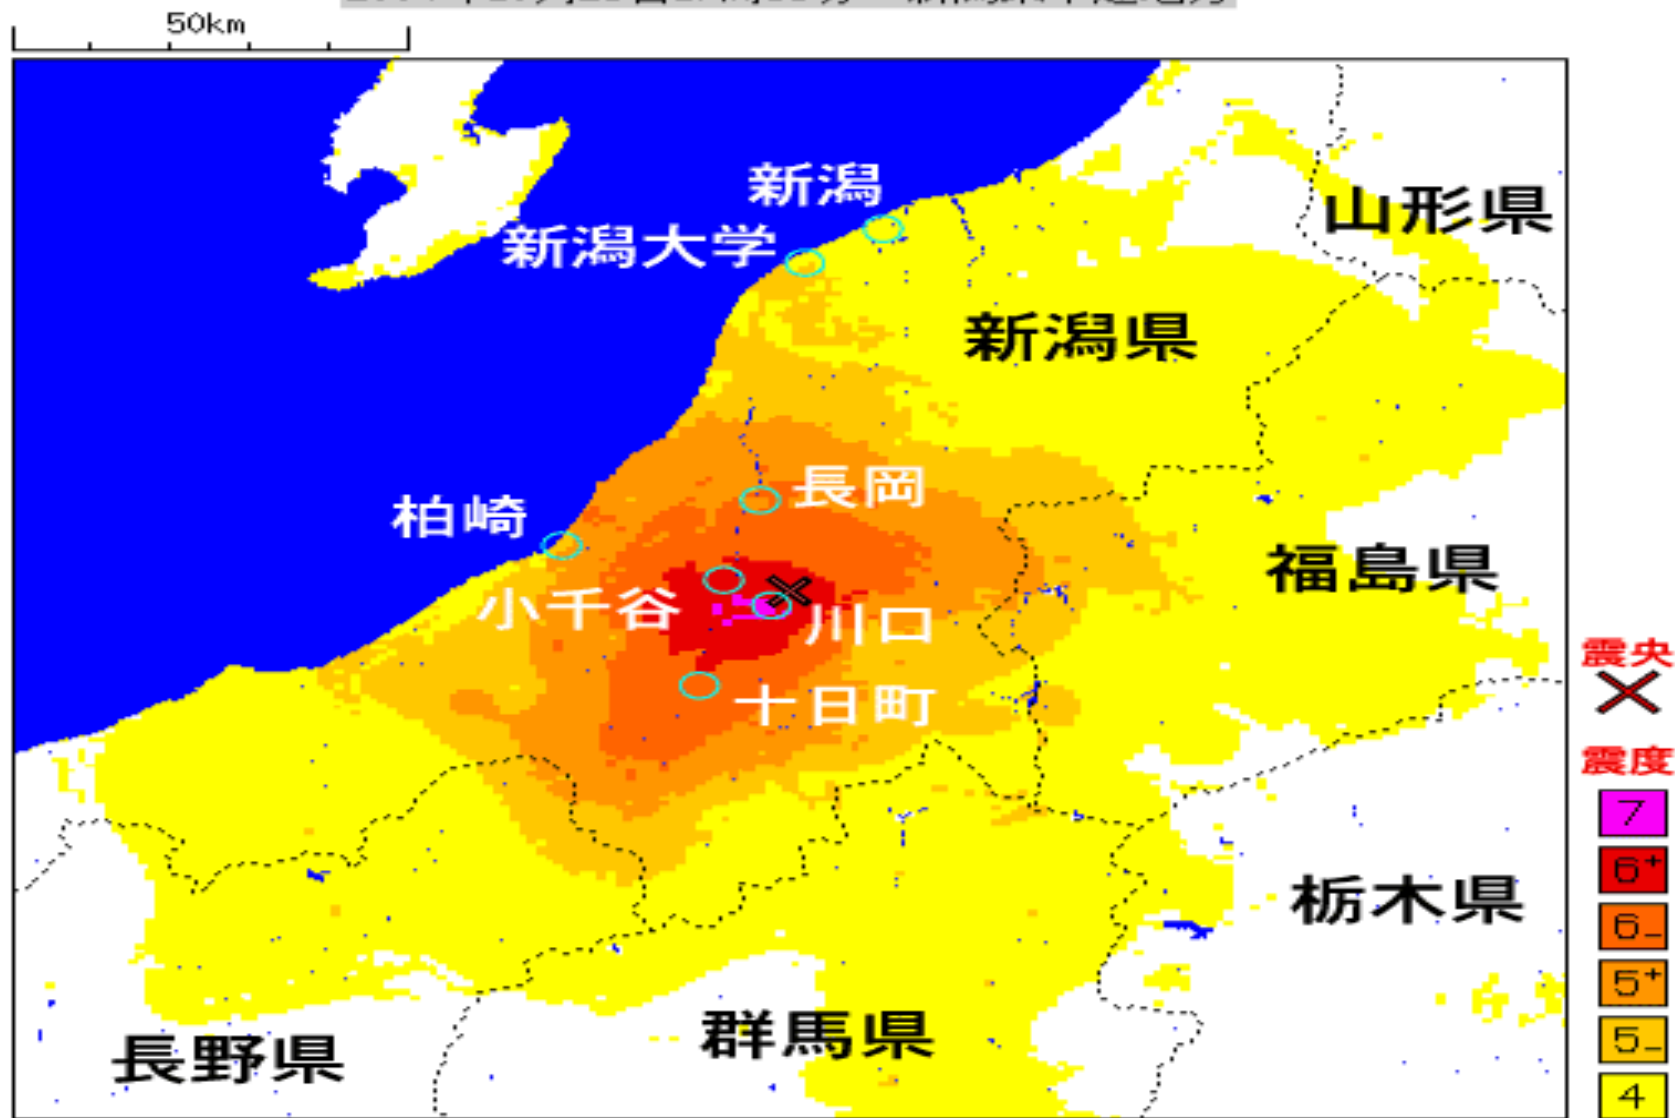 50km
新潟
山形県
新潟大学
新潟県
長岡
柏崎
福島県
小千谷
川口
震央
十日町
震度
7
6+
栃木県
6-
5+
群馬県
5-
長野県
4